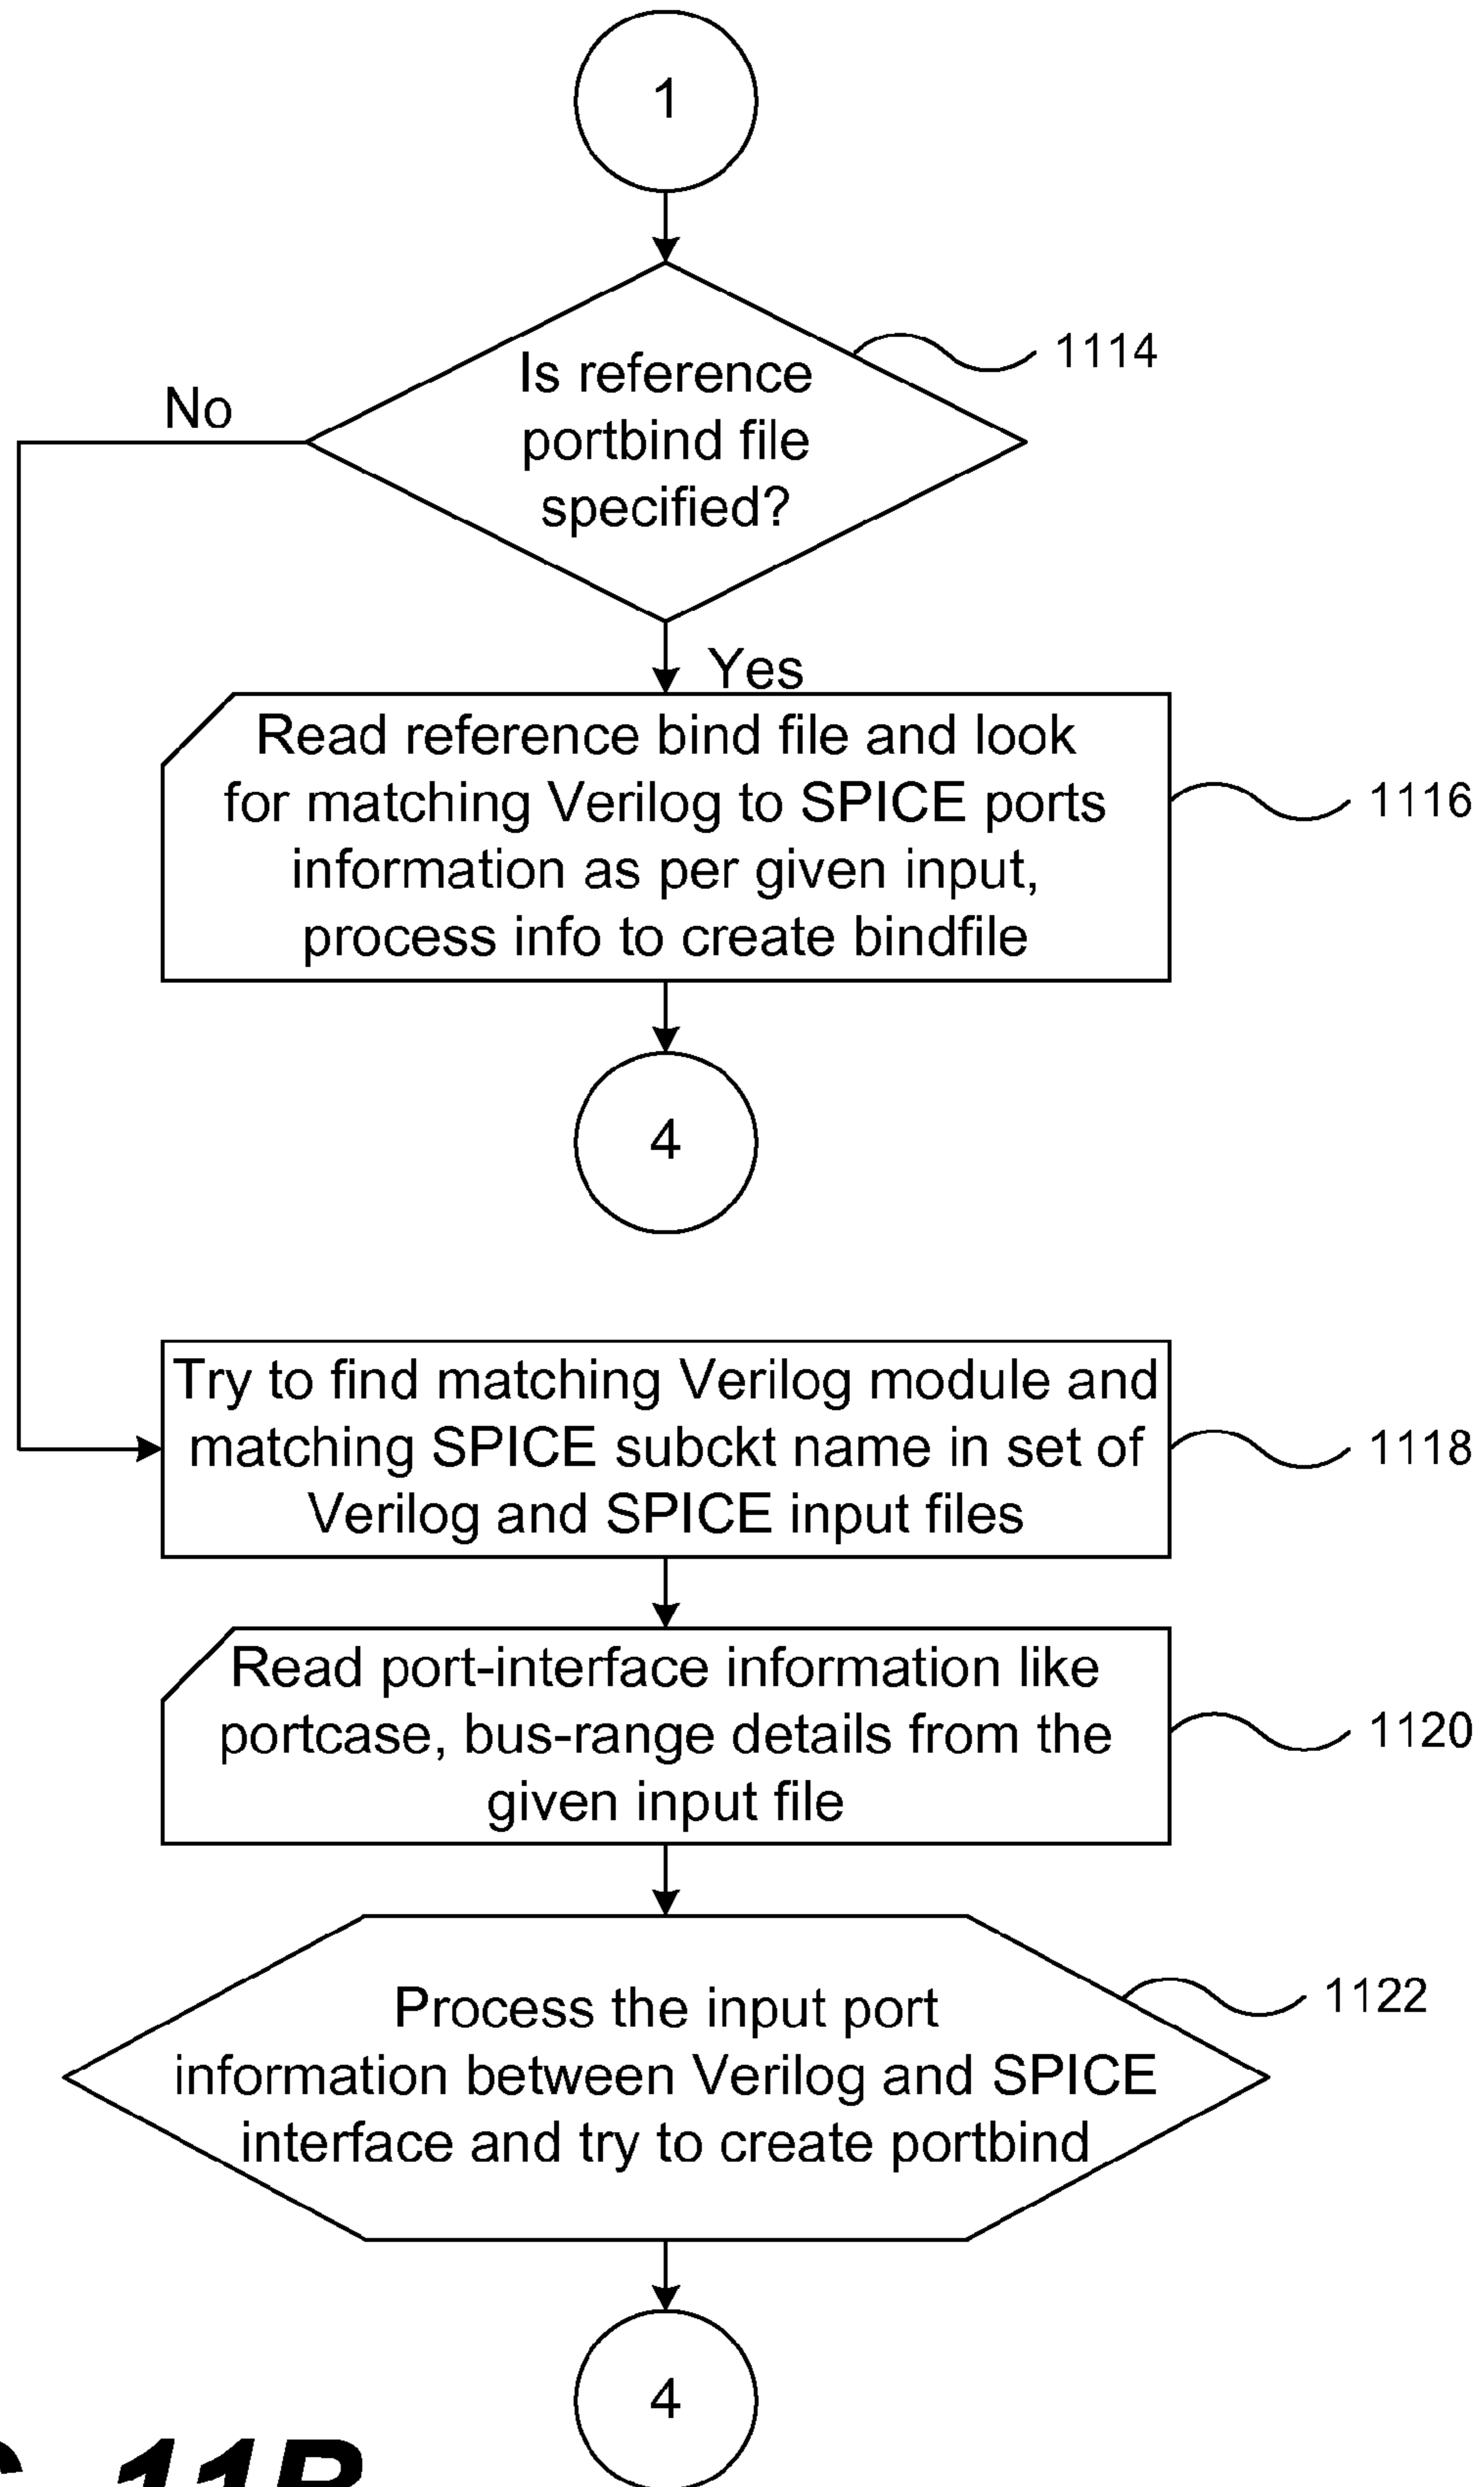 1
Is reference
portbind file
specified?
1114
No
Yes
Read reference bind file and look
for matching Verilog to SPICE ports
information as per given input,
process info to create bindfile
1116
4
Try to find matching Verilog module and
matching SPICE subckt name in set of
Verilog and SPICE input files
1118
Read port-interface information like
portcase, bus-range details from the
given input file
1120
Process the input port
information between Verilog and SPICE
interface and try to create portbind
1122
4
11B